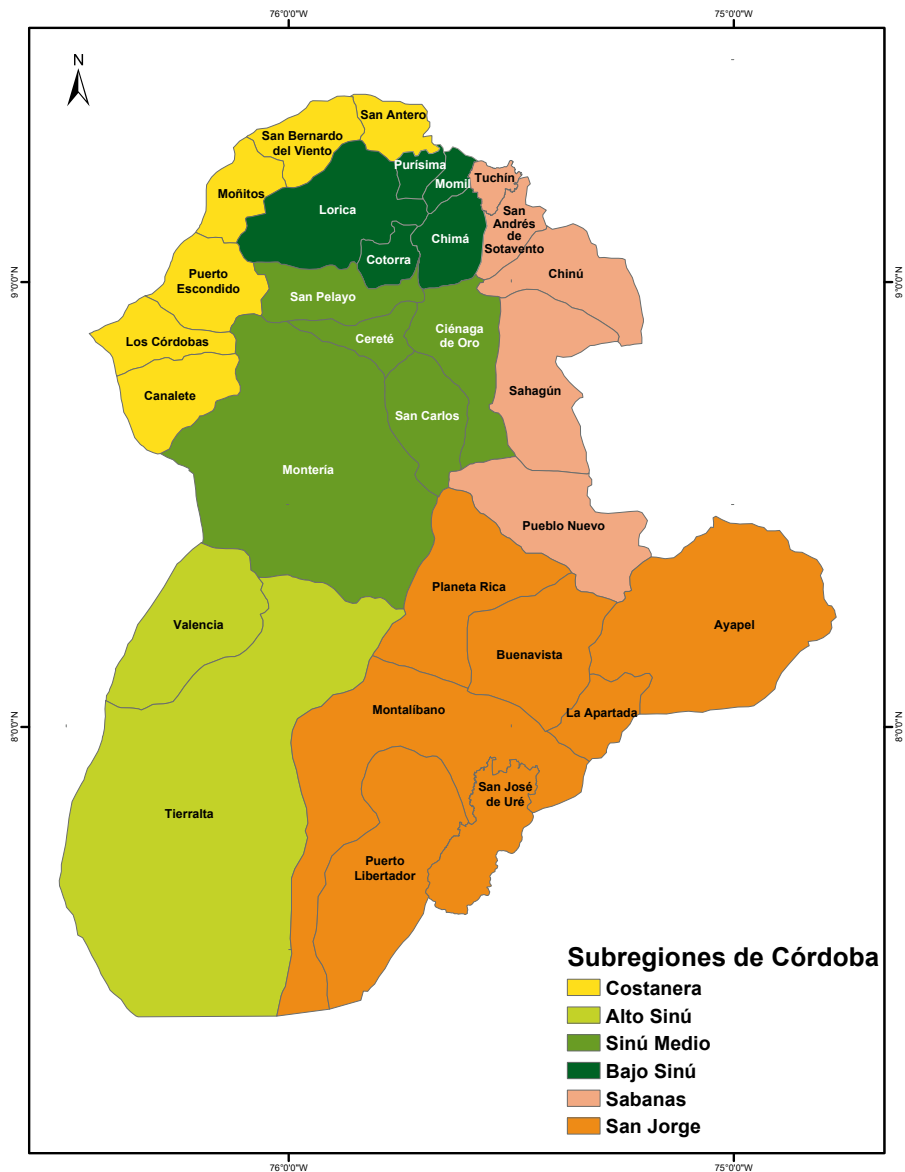 76°0'0"W
75°0'0"W
N
San Antero
San Bernardo
del Viento
Purísima
Momil
Tuchín
Moñitos
Lorica
San
Andrés
de
Sotavento
Chimá
Cotorra
Chinú
Puerto
Escondido
9°0'0"N
9°0'0"N
San Pelayo
Los Córdobas
Cereté
Ciénaga
de Oro
Canalete
Sahagún
San Carlos
Montería
Pueblo Nuevo
Planeta Rica
Valencia
Ayapel
Buenavista
Montalíbano
La Apartada
8°0'0"N
8°0'0"N
San José
de Uré
Tierralta
Puerto
Libertador
Subregiones de Córdoba
Costanera
Alto Sinú
Sinú Medio
Bajo Sinú
Sabanas
San Jorge
76°0'0"W
75°0'0"W